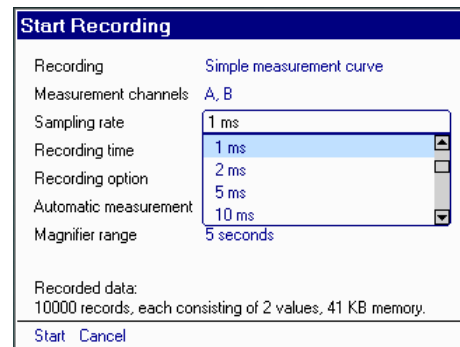 Start Recording
Recording Simple measurement curve
Measurement channels A, B
Sampling rate 1 ms
Recording time 1 ms
2 ms
Recording option 5 ms
Automatic measurement 10 ms
Magnifier range 5 seconds
Recorded data:
10000 records, each consisting of 2 values, 41 KB memory.
Start Cancel